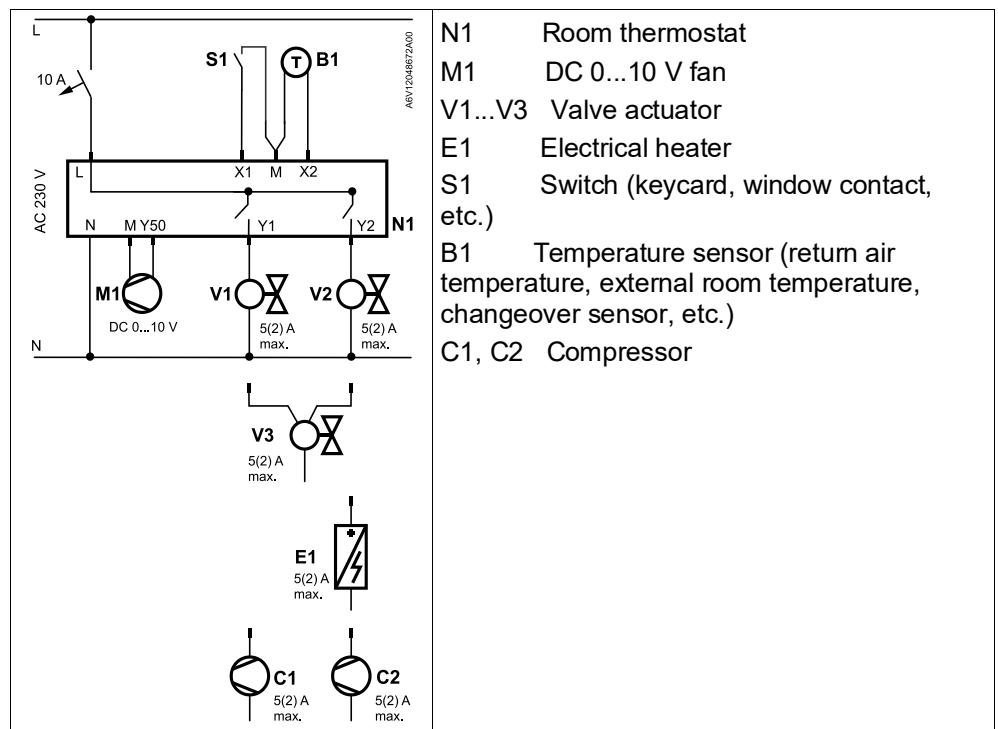 L
10 A
S1
T
B1
A6V12048672A00
AC 230 V
L
X1 M X2
N M Y50 Y1 Y2
N1
M1
DC 0...10 V
V1
5(2) A
max.
V2
5(2) A
max.
N
V3
5(2) A
max.
E1
5(2) A
max.
C1
5(2) A
max.
C2
5(2) A
max.
N1 Room thermostat
M1 DC 0...10 V fan
V1...V3 Valve actuator
E1 Electrical heater
S1 Switch (keycard, window contact,
etc.)
B1 Temperature sensor (return air
temperature, external room temperature,
changeover sensor, etc.)
C1, C2 Compressor